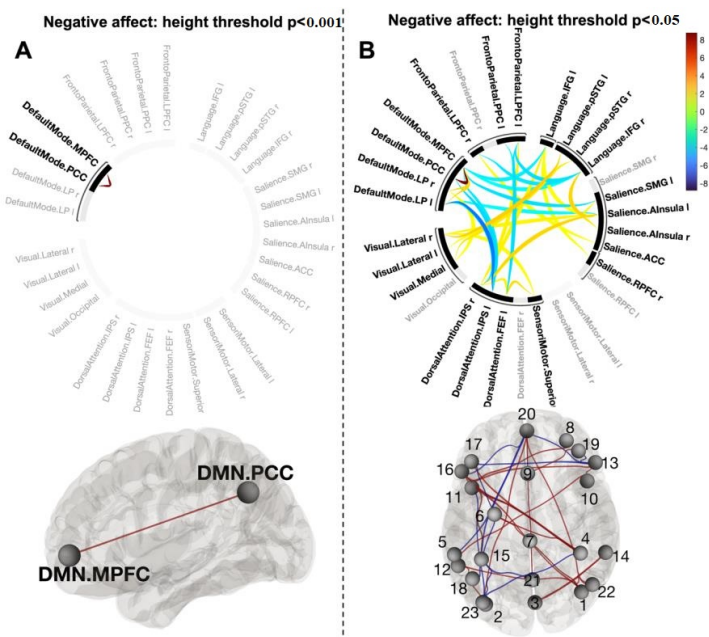 Negative affect: height threshold p<0.001
A
FrontoParietal.LPFC l
FrontoParietal.PPC l
FrontoParietal.PPC r
FrontoParietal.LPFC r
DefaultMode.MPFC
DefaultMode.PCC
DefaultMode.LP r
DefaultMode.LP l
Visual.Lateral r
Visual.Lateral l
Visual.Medial
Visual.Occipital
DorsalAttention.IPS r
DorsalAttention.IPS l
DorsalAttention.FEF l
DorsalAttention.FEF r
SensoriMotor.Superior
SensoriMotor.Lateral r
SensoriMotor.Lateral l
Salience.RPFC l
Salience.RPFC r
Salience.ACC
Salience.AInsula r
Salience.AInsula l
Salience.SMG l
Salience.SMG r
Language.IFG r
Language.pSTG r
Language.pSTG l
Language.IFG l
DMN.PCC
DMN.MPFC
Negative affect: height threshold p<0.05
B
FrontoParietal.LPFC l
FrontoParietal.PPC l
FrontoParietal.PPC r
FrontoParietal.LPFC r
DefaultMode.MPFC
DefaultMode.PCC
DefaultMode.LP r
DefaultMode.LP l
Visual.Lateral r
Visual.Lateral l
Visual.Medial
Visual.Occipital
DorsalAttention.IPS r
DorsalAttention.IPS l
DorsalAttention.FEF l
DorsalAttention.FEF r
SensoriMotor.Superior
SensoriMotor.Lateral r
SensoriMotor.Lateral l
Salience.RPFC l
Salience.RPFC r
Salience.ACC
Salience.AInsula r
Salience.AInsula l
Salience.SMG l
Salience.SMG r
Language.IFG r
Language.pSTG r
Language.pSTG l
Language.IFG l
8
6
4
2
0
-2
-4
-6
-8
20
8
17
19
16
13
9
11
10
6
5
7
4
14
15
12
18
21
22
23
2
3
1